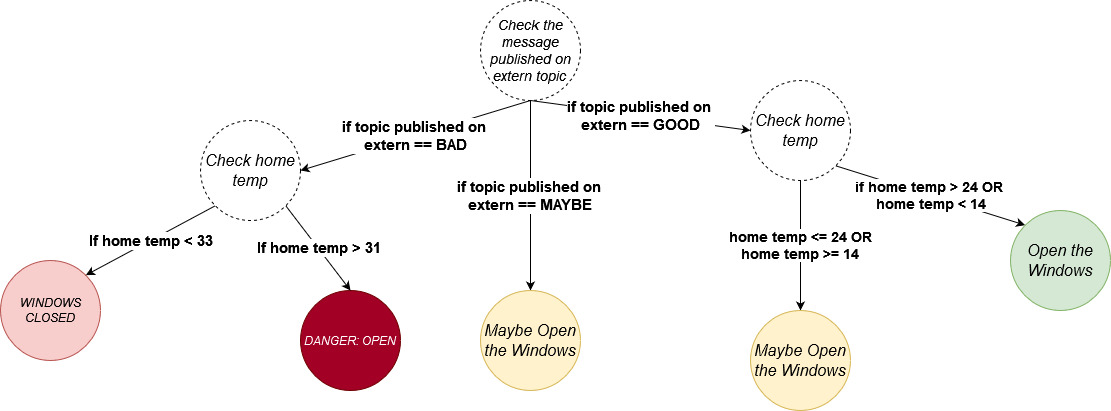 Check the
message
published on
extern topic
if topic published on
extern == BAD
if topic published on
extern == MAYBE
if topic published on
extern == GOOD
Check home
temp
If home temp < 33
If home temp > 31
WINDOWS
CLOSED
DANGER: OPEN
Maybe Open
the Windows
Check home
temp
home temp <= 24 OR
home temp >= 14
if home temp > 24 OR
home temp < 14
Maybe Open
the Windows
Open the
Windows